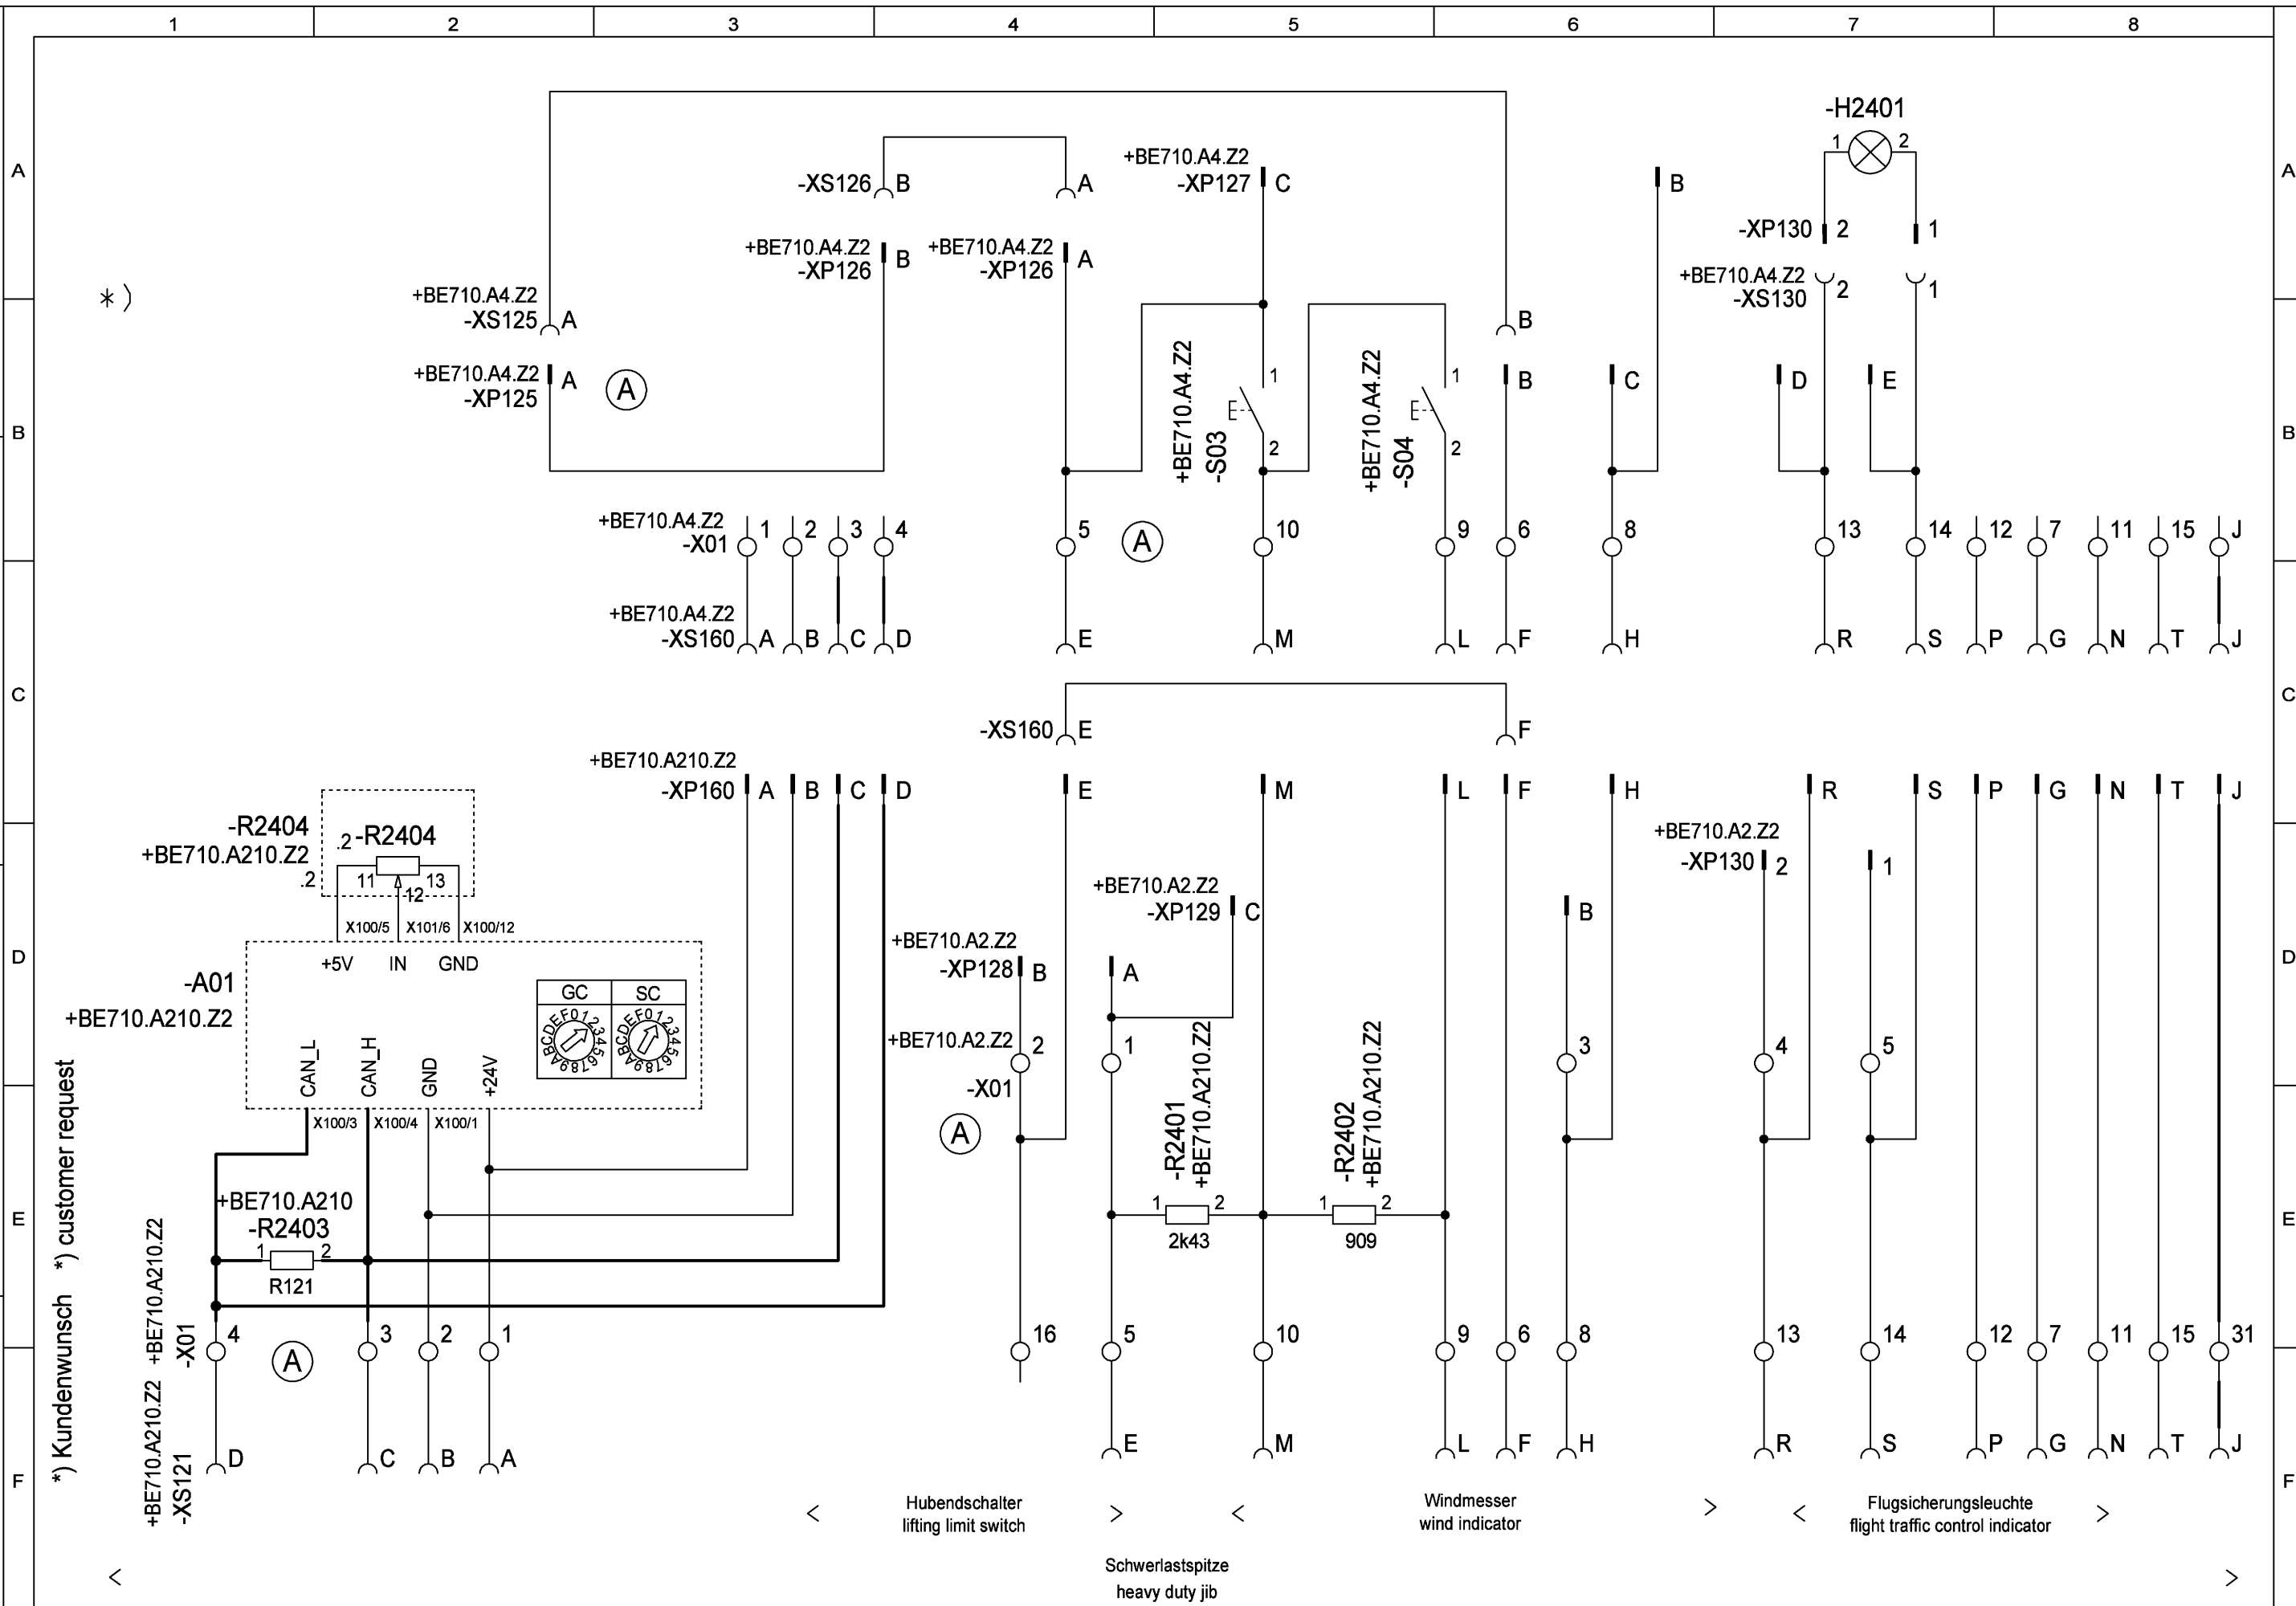 1 2 3 4 5 6 7 8
A A
-H2401
1 2
+BE710.A4.Z2
-XS126 B A -XP127 C B
-XP130 2 1
+BE710.A4.Z2 +BE710.A4.Z2
-XP126 B -XP126 A
+BE710.A4.Z2
-XS130 2 1
*)
+BE710.A4.Z2
-XS125 A B
+BE710.A4.Z2
-XP125 A
A
+BE710.A4.Z2
-S03
1
2
+BE710.A4.Z2
-S04
1
2
B C D E
B B
+BE710.A4.Z2
-X01 1 2 3 4 5 A 10 9 6 8 13 14 12 7 11 15 J
+BE710.A4.Z2
-XS160 A B C D E M L F H R S P G N T J
C C
-XS160 E F
+BE710.A210.Z2
-XP160 A B C D E M L F H R S P G N T J
-R2404
+BE710.A210.Z2
.2
.2 -R2404
11 13
12
X100/5 X101/6 X100/12
+5V IN GND
-A01
+BE710.A210.Z2
GC SC
0123456789ABCDEF
0123456789ABCDEF
CAN_L
CAN_H
GND
+24V
X100/3 X100/4 X100/1
+BE710.A2.Z2
-XP130 2 1
+BE710.A2.Z2
-XP129 C B
+BE710.A2.Z2
-XP128 B A
D D
+BE710.A2.Z2 2 1 3 4 5
-X01
A
-R2401
+BE710.A210.Z2
1 2
2k43
-R2402
+BE710.A210.Z2
1 2
909
E E
+BE710.A210
-R2403
1 2
R121
*) Kundenwunsch *) customer request
+BE710.A210.Z2
-X01
4 A 3 2 1 16 5 10 9 6 8 13 14 12 7 11 15 31
+BE710.A210.Z2
-XS121
D C B A E M L F H R S P G N T J
F F
< Hubendschalter >
lifting limit switch
< Windmesser >
wind indicator
< Flugsicherungsleuchte >
flight traffic control indicator
< Schwerlastspitze >
heavy duty jib